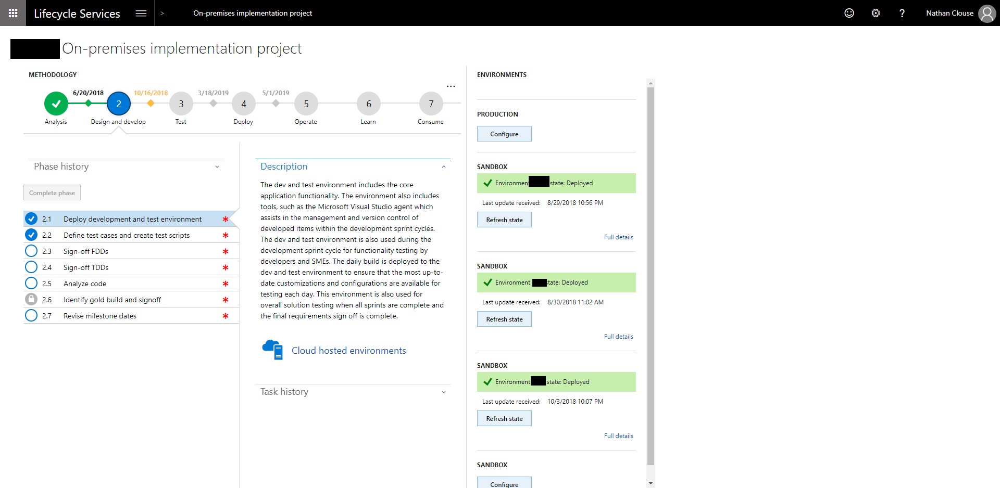 Lifecycle Services
>
On-premises implementation project
?
Nathan Clouse
On-premises implementation project
METHODOLOGY
...
6/20/2018
10/16/2018
3/18/2019
5/1/2019
2
3
4
5
6
7
Analysis
Design and develop
Test
Deploy
Operate
Learn
Consume
Phase history
Complete phase
2.1 Deploy development and test environment *
2.2 Define test cases and create test scripts *
2.3 Sign-off FDDs *
2.4 Sign-off TDDs *
2.5 Analyze code *
2.6 Identify gold build and signoff *
2.7 Revise milestone dates *
Description
The dev and test environment includes the core
application functionality. The environment also includes
tools, such as the Microsoft Visual Studio agent which
assists in the management and version control of
developed items within the development sprint cycles.
The dev and test environment is also used during the
development sprint cycle for functionality testing by
developers and SMEs. The daily build is deployed to the
dev and test environment to ensure that the most up-to-
date customizations and configurations are available for
testing each day. This environment is also used for
overall solution testing when all sprints are complete and
the final requirements sign off is complete.
Cloud hosted environments
Task history
ENVIRONMENTS
PRODUCTION
Configure
SANDBOX
Environment state: Deployed
Last update received: 8/29/2018 10:56 PM
Refresh state
Full details
SANDBOX
Environment state: Deployed
Last update received: 8/30/2018 11:02 AM
Refresh state
Full details
SANDBOX
Environment state: Deployed
Last update received: 10/3/2018 10:07 PM
Refresh state
Full details
SANDBOX
Configure